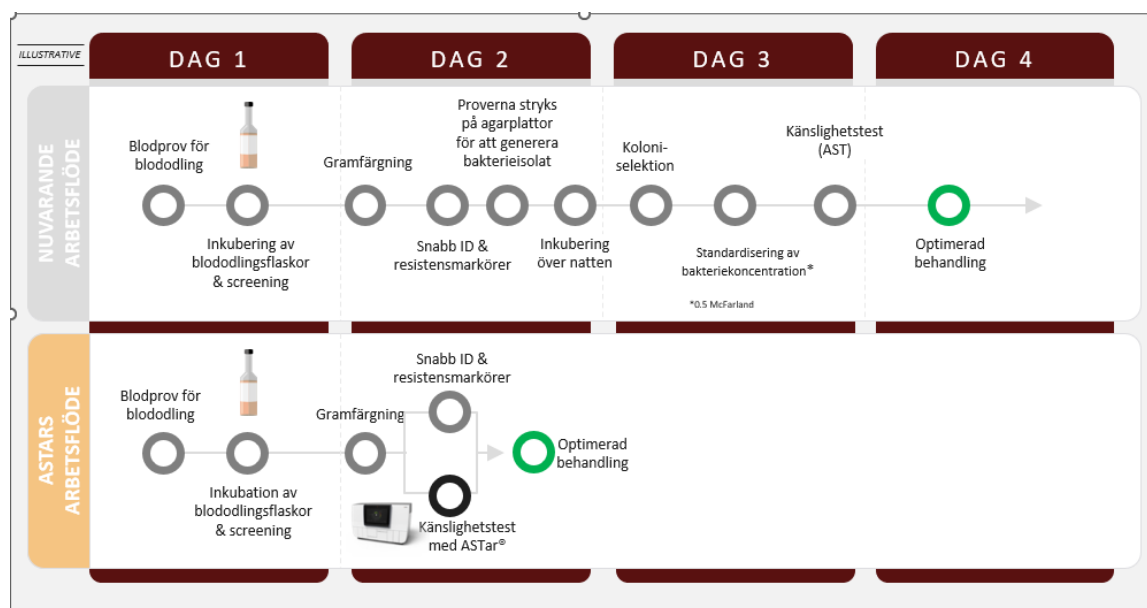 ILLUSTRATIVE
DAG 1
DAG 2
DAG 3
DAG 4
NUVARANDE
ARBETSFLÖDE
Blodprov för
blododling
Inkubering av
blododlingsflaskor
& screening
Gramfärgning
Snabb ID &
resistensmarkörer
Proverna stryks
på agarplattor
för att generera
bakterieisolat
Inkubering
över natten
Koloni-
selektion
Standardisering av
bakteriekoncentration*
*0.5 McFarland
Känslighetstest
(AST)
Optimerad
behandling
ASTARS
ARBETSFLÖDE
Blodprov för
blododling
Inkubation av
blododlingsflaskor
& screening
Gramfärgning
Snabb ID &
resistensmarkörer
Känslighetstest
med ASTar®
Optimerad
behandling